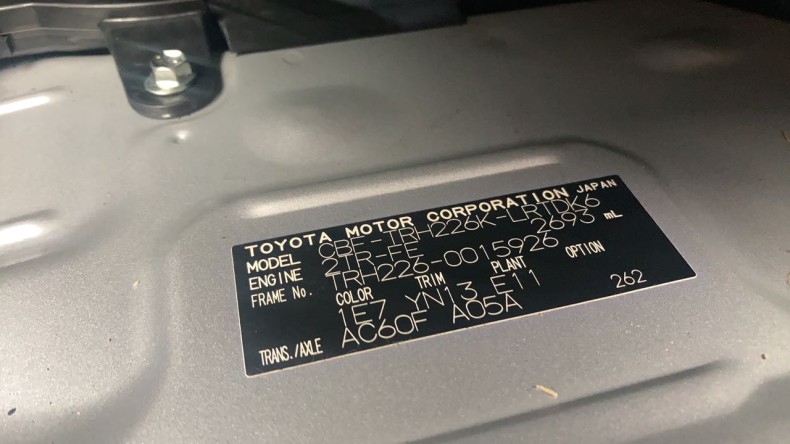 TOYOTA MOTOR CORPORATION JAPAN
MODEL CBF-TRH226K-LRTDK6
ENGINE 2TR-FE 2693 mL
FRAME No. TRH226-0015926
COLOR TRIM PLANT OPTION
1E7 YN13 E11
TRANS./AXLE AC60F A05A 262